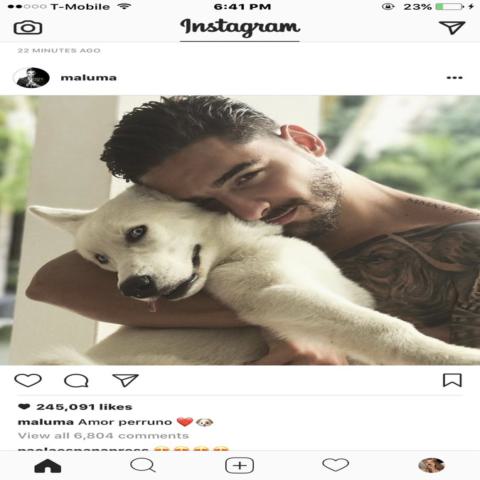 T-Mobile 6:41 PM 23%
Instagram
22 MINUTES AGO
maluma
245,091 likes
maluma Amor perruno ❤️🐶
View all 6,804 comments